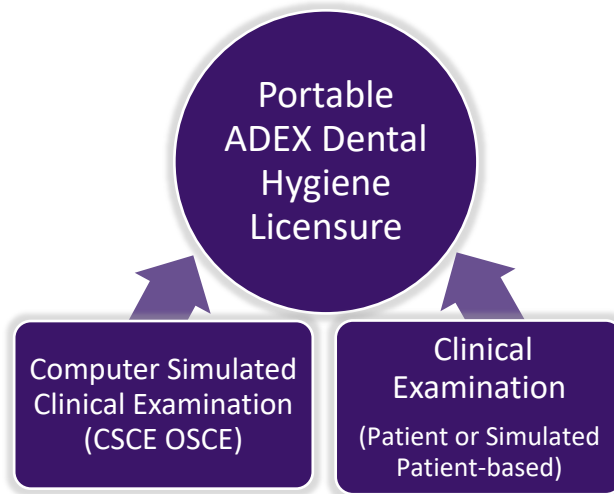 Portable
ADEX Dental
Hygiene
Licensure
Computer Simulated
Clinical Examination
(CSCE OSCE)
Clinical
Examination
(Patient or Simulated
Patient-based)